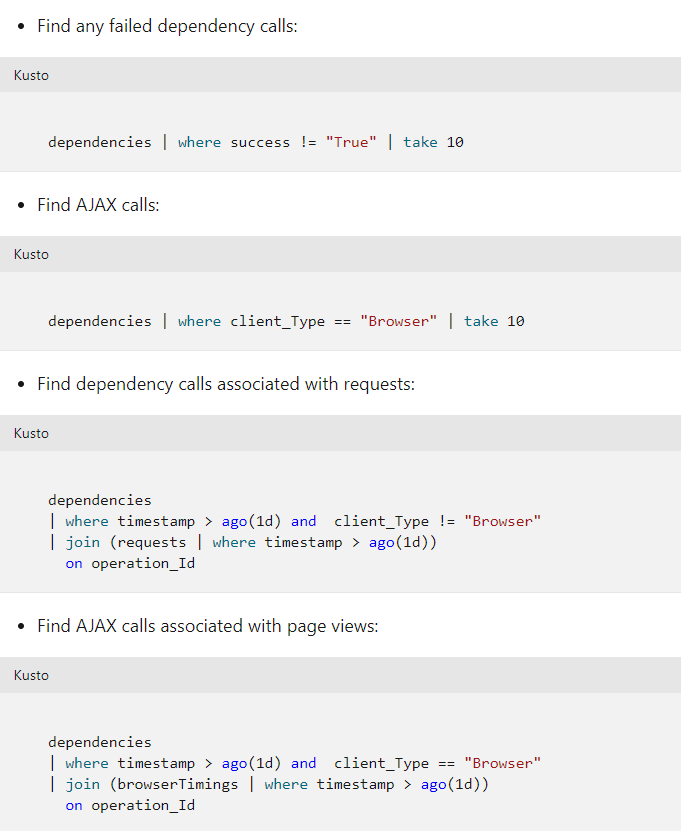 • Find any failed dependency calls:
Kusto
dependencies | where success != "True" | take 10
• Find AJAX calls:
Kusto
dependencies | where client_Type == "Browser" | take 10
• Find dependency calls associated with requests:
Kusto
dependencies
| where timestamp > ago(1d) and  client_Type != "Browser"
| join (requests | where timestamp > ago(1d))
  on operation_Id
• Find AJAX calls associated with page views:
Kusto
dependencies
| where timestamp > ago(1d) and  client_Type == "Browser"
| join (browserTimings | where timestamp > ago(1d))
  on operation_Id